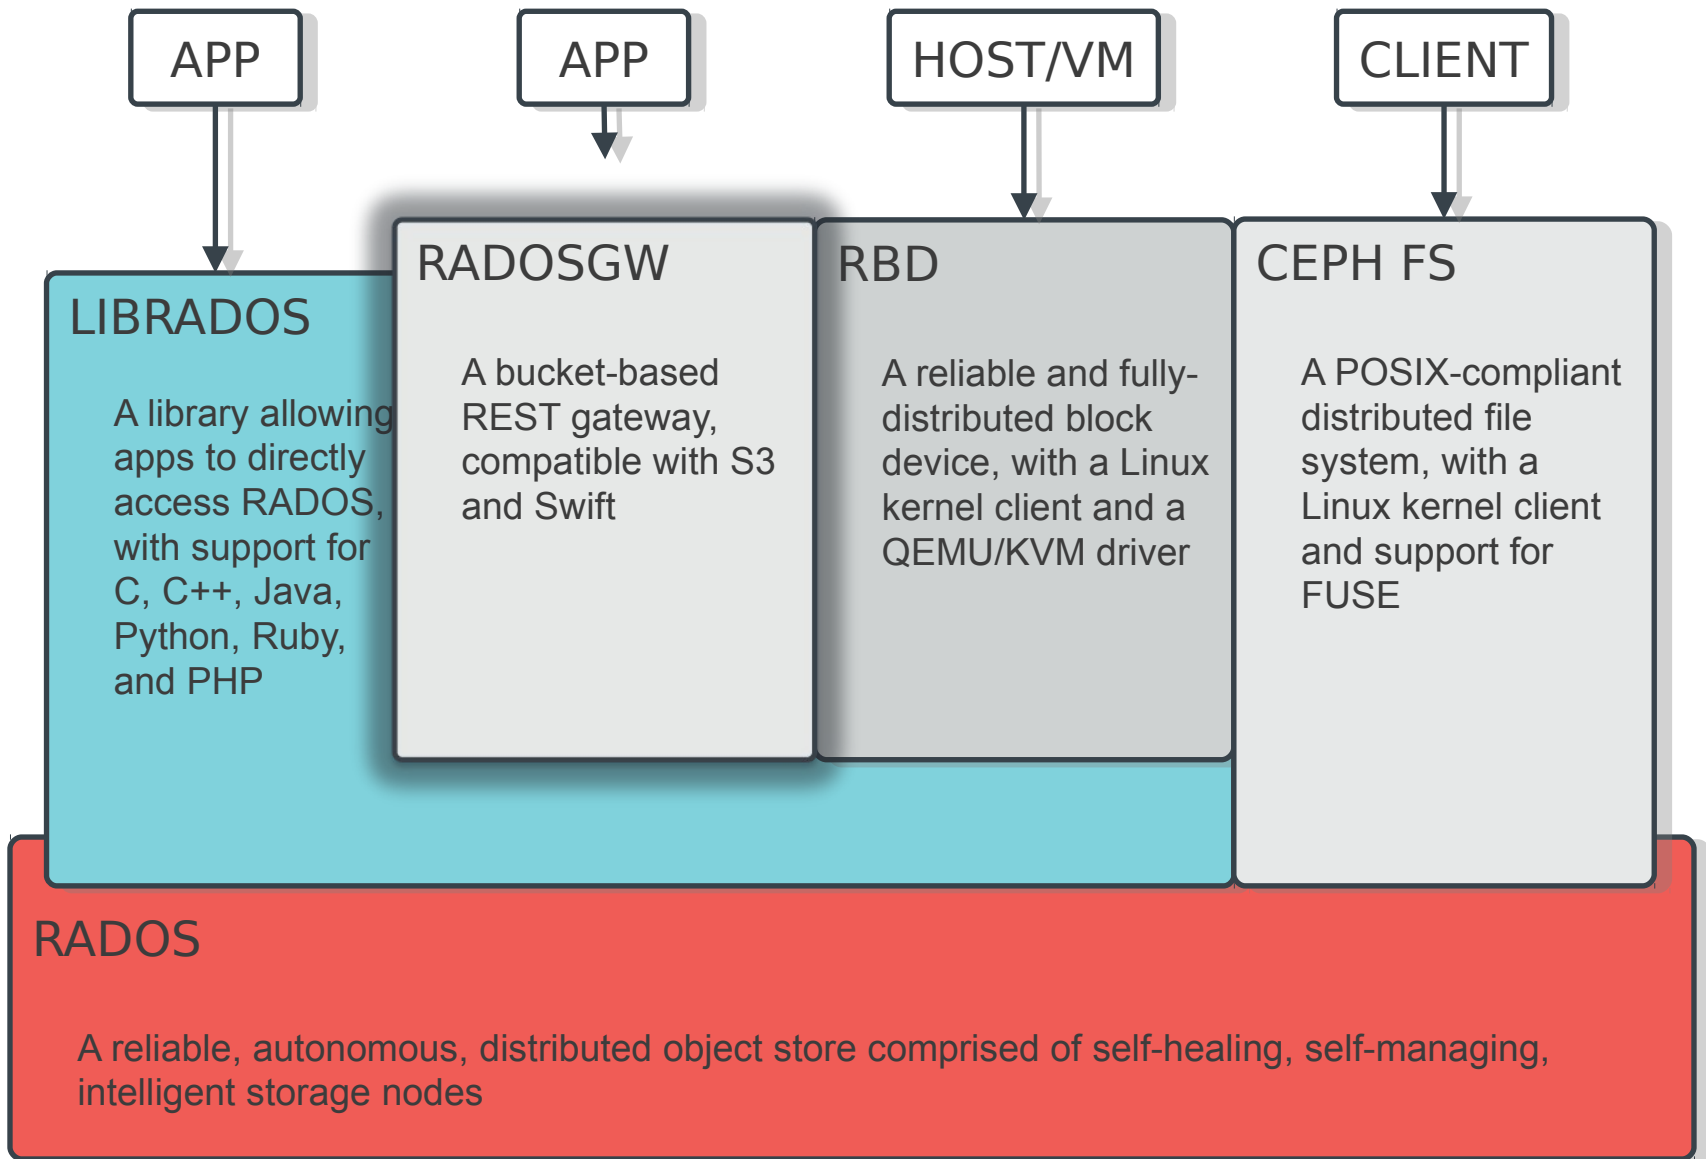 APP
APP
HOST/VM
CLIENT
LIBRADOS
A library allowing
apps to directly
access RADOS,
with support for
C, C++, Java,
Python, Ruby,
and PHP
RADOSGW
A bucket-based
REST gateway,
compatible with S3
and Swift
RBD
A reliable and fully-
distributed block
device, with a Linux
kernel client and a
QEMU/KVM driver
CEPH FS
A POSIX-compliant
distributed file
system, with a
Linux kernel client
and support for
FUSE
RADOS
A reliable, autonomous, distributed object store comprised of self-healing, self-managing,
intelligent storage nodes